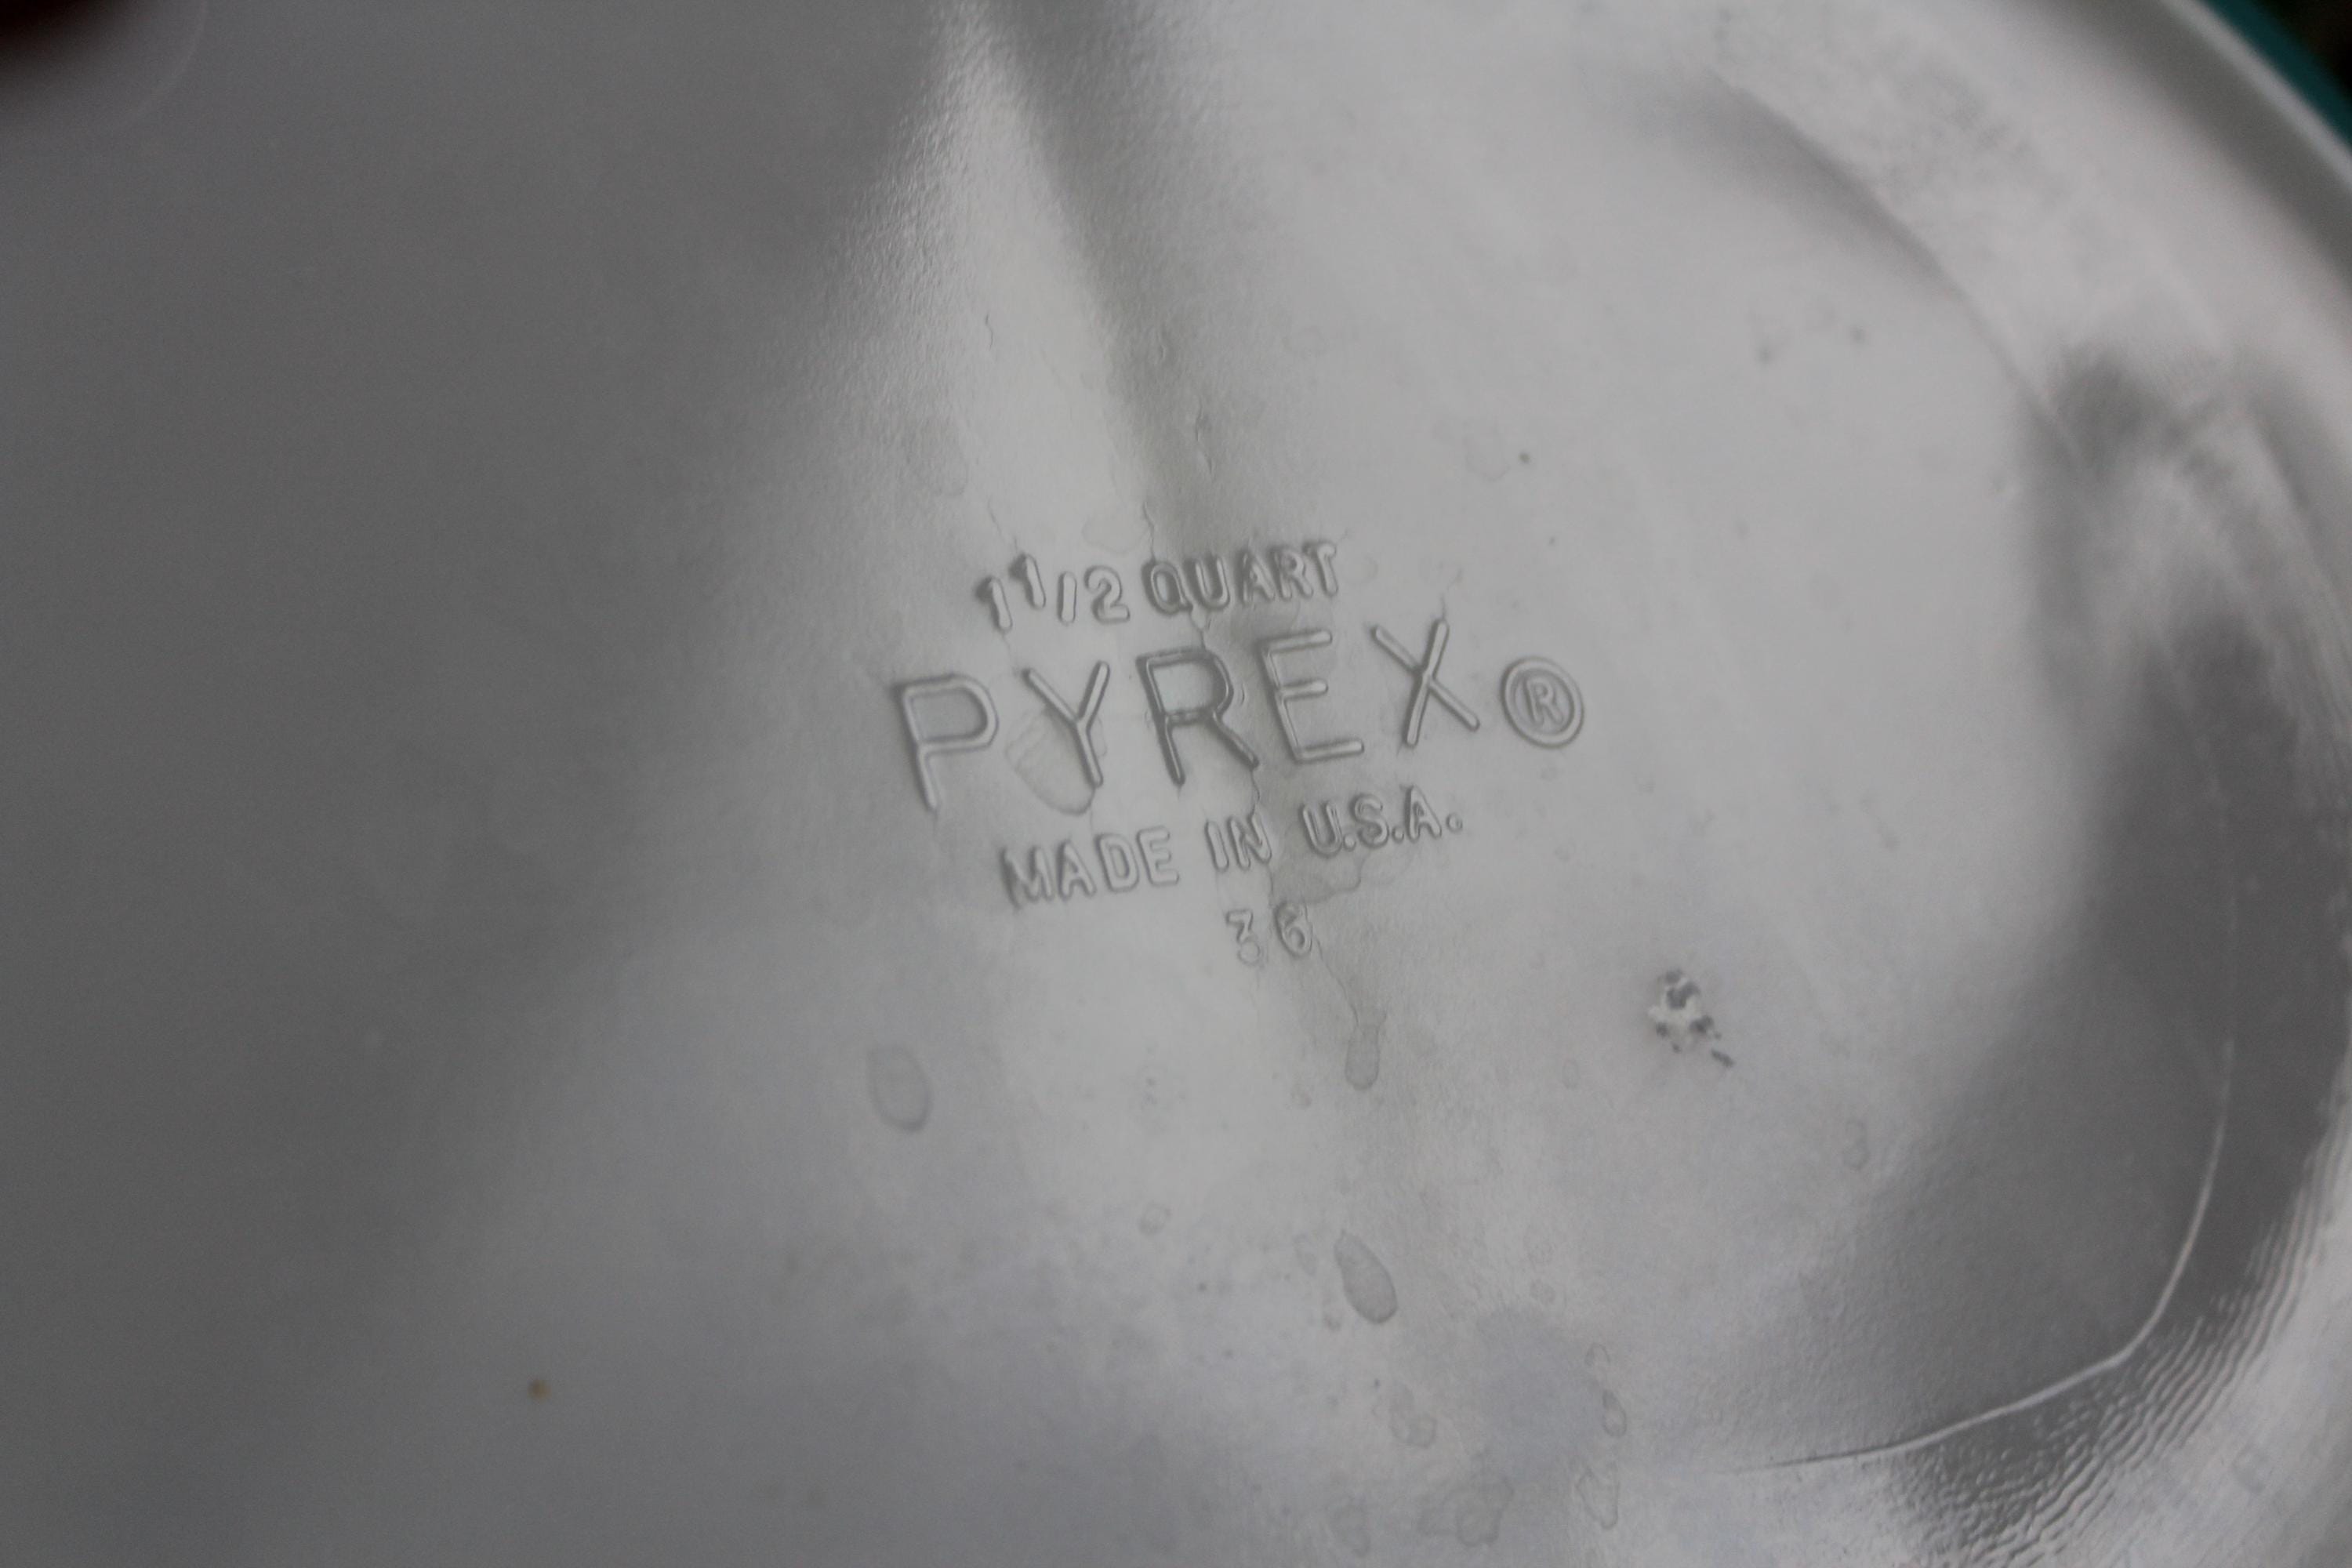 1 1/2 QUART
PYREX ®
MADE IN U.S.A.
36